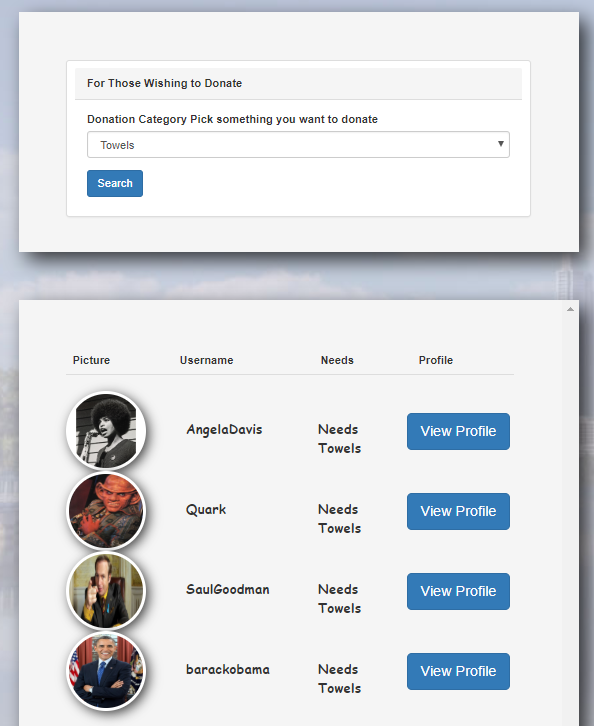 For Those Wishing to Donate
Donation Category Pick something you want to donate
Towels
Search
Picture Username Needs Profile
AngelaDavis Needs Towels View Profile
Quark Needs Towels View Profile
SaulGoodman Needs Towels View Profile
barackobama Needs Towels View Profile